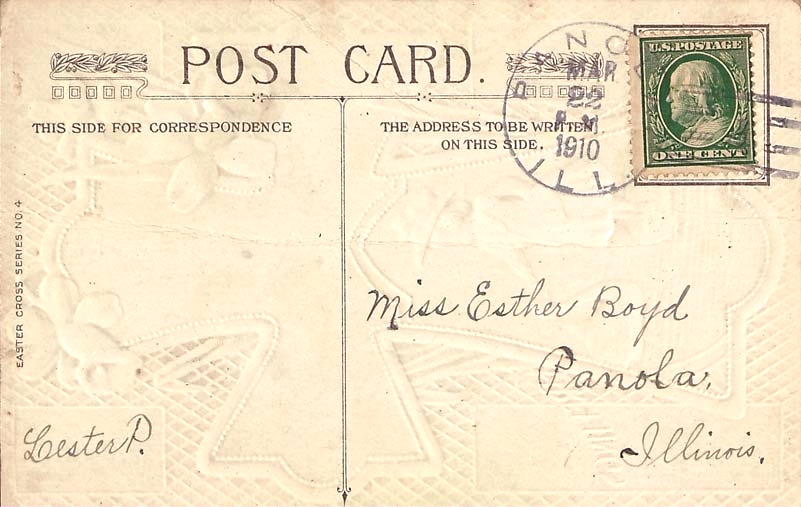 POST CARD.
THIS SIDE FOR CORRESPONDENCE
THE ADDRESS TO BE WRITTEN
ON THIS SIDE.
MAR
22
P M
1910
ILL
U.S. POSTAGE
ONE CENT
EASTER CROSS SERIES NO. 4
Miss Esther Boyd
Panola,
Illinois.
Lester P.